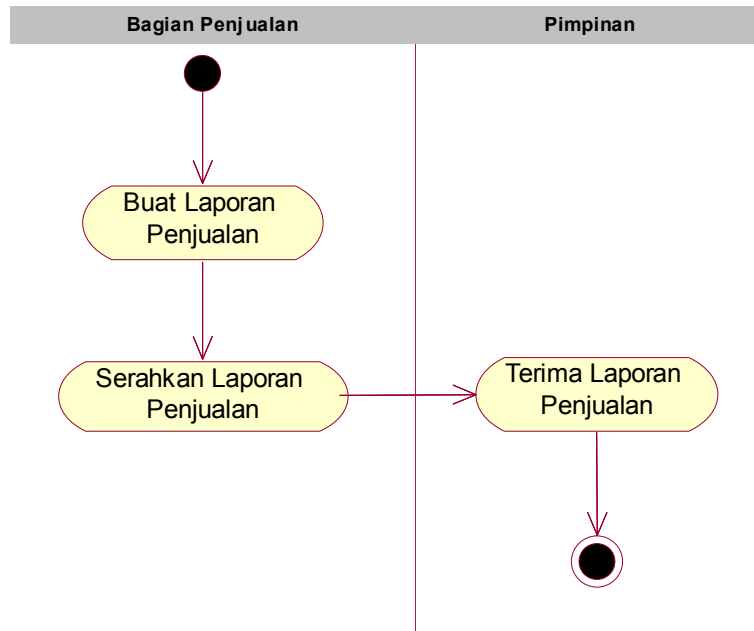 Bagian Penjualan
Pimpinan
Buat Laporan
Penjualan
Serahkan Laporan
Penjualan
Terima Laporan
Penjualan